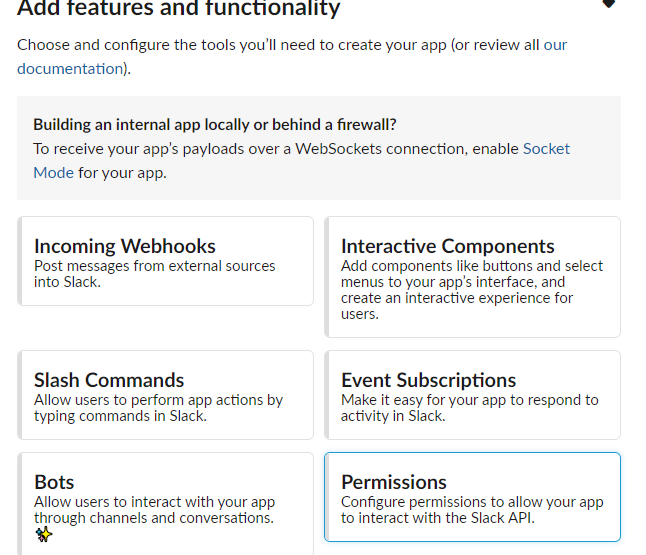 Add features and functionality
Choose and configure the tools you’ll need to create your app (or review all our
documentation).
Building an internal app locally or behind a firewall?
To receive your app’s payloads over a WebSockets connection, enable Socket
Mode for your app.
Incoming Webhooks
Post messages from external sources
into Slack.
Interactive Components
Add components like buttons and select
menus to your app’s interface, and
create an interactive experience for
users.
Slash Commands
Allow users to perform app actions by
typing commands in Slack.
Event Subscriptions
Make it easy for your app to respond to
activity in Slack.
Bots
Allow users to interact with your app
through channels and conversations.
Permissions
Configure permissions to allow your app
to interact with the Slack API.